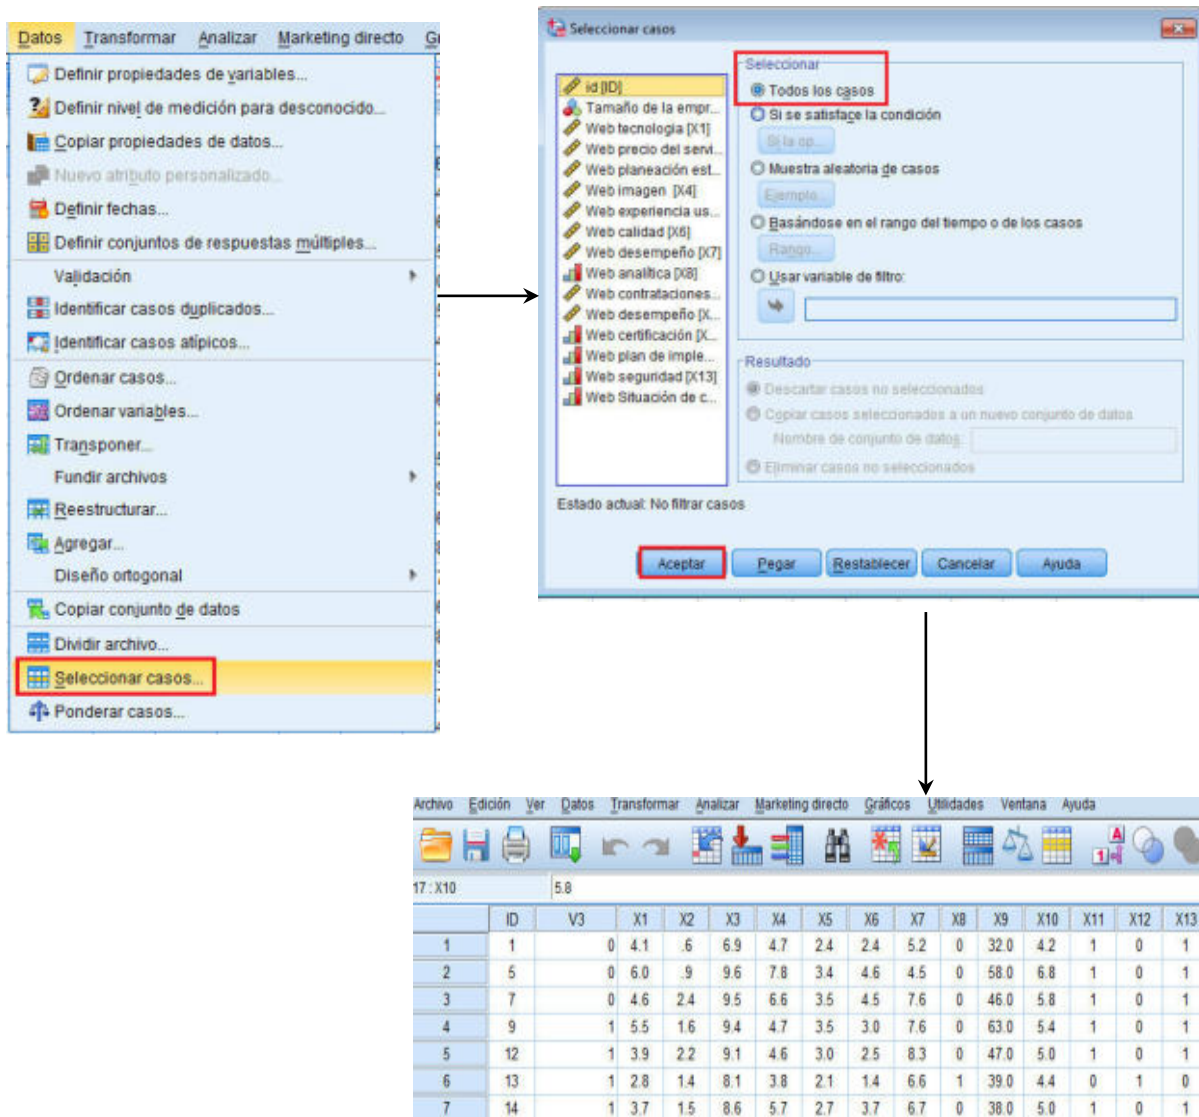 Datos Transformar Analizar Marketing directo
Definir propiedades de variables...
Definir nivel de medición para desconocido...
Copiar propiedades de datos...
Nuevo atributo personalizado...
Definir fechas...
Definir conjuntos de respuestas múltiples...
Validación
Identificar casos duplicados...
Identificar casos atípicos...
Ordenar casos...
Ordenar variables...
Transponer...
Fundir archivos
Reestructurar...
Agregar...
Diseño ortogonal
Copiar conjunto de datos
Dividir archivo...
Seleccionar casos...
Ponderar casos...
Seleccionar casos
id [ID]
Tamaño de la empr...
Web tecnologia [X1]
Web precio del servi...
Web planeación est...
Web imagen [X4]
Web experiencia us...
Web calidad [X6]
Web desempeño [X7]
Web analítica [X8]
Web contrataciones...
Web desempeño [X...
Web certificación [X...
Web plan de imple...
Web seguridad [X13]
Web Situación de c...
Seleccionar
Todos los casos
Si se satisface la condición
Si la op...
Muestra aleatoria de casos
Ejemplo...
Basándose en el rango del tiempo o de los casos
Rango...
Usar variable de filtro:
Resultado
Descartar casos no seleccionados
Copiar casos seleccionados a un nuevo conjunto de datos
Nombre de conjunto de datos:
Eliminar casos no seleccionados
Estado actual: No filtrar casos
Aceptar Pegar Restablecer Cancelar Ayuda
Archivo Edición Ver Datos Transformar Analizar Marketing directo Gráficos Utilidades Ventana Ayuda
17 : X10 5.8
ID V3 X1 X2 X3 X4 X5 X6 X7 X8 X9 X10 X11 X12 X13
1 1 0 4.1 .6 6.9 4.7 2.4 2.4 5.2 0 32.0 4.2 1 0 1
2 5 0 6.0 .9 9.6 7.8 3.4 4.6 4.5 0 58.0 6.8 1 0 1
3 7 0 4.6 2.4 9.5 6.6 3.5 4.5 7.6 0 46.0 5.8 1 0 1
4 9 1 5.5 1.6 9.4 4.7 3.5 3.0 7.6 0 63.0 5.4 1 0 1
5 12 1 3.9 2.2 9.1 4.6 3.0 2.5 8.3 0 47.0 5.0 1 0 1
6 13 1 2.8 1.4 8.1 3.8 2.1 1.4 6.6 1 39.0 4.4 0 1 0
7 14 1 3.7 1.5 8.6 5.7 2.7 3.7 6.7 0 38.0 5.0 1 0 1